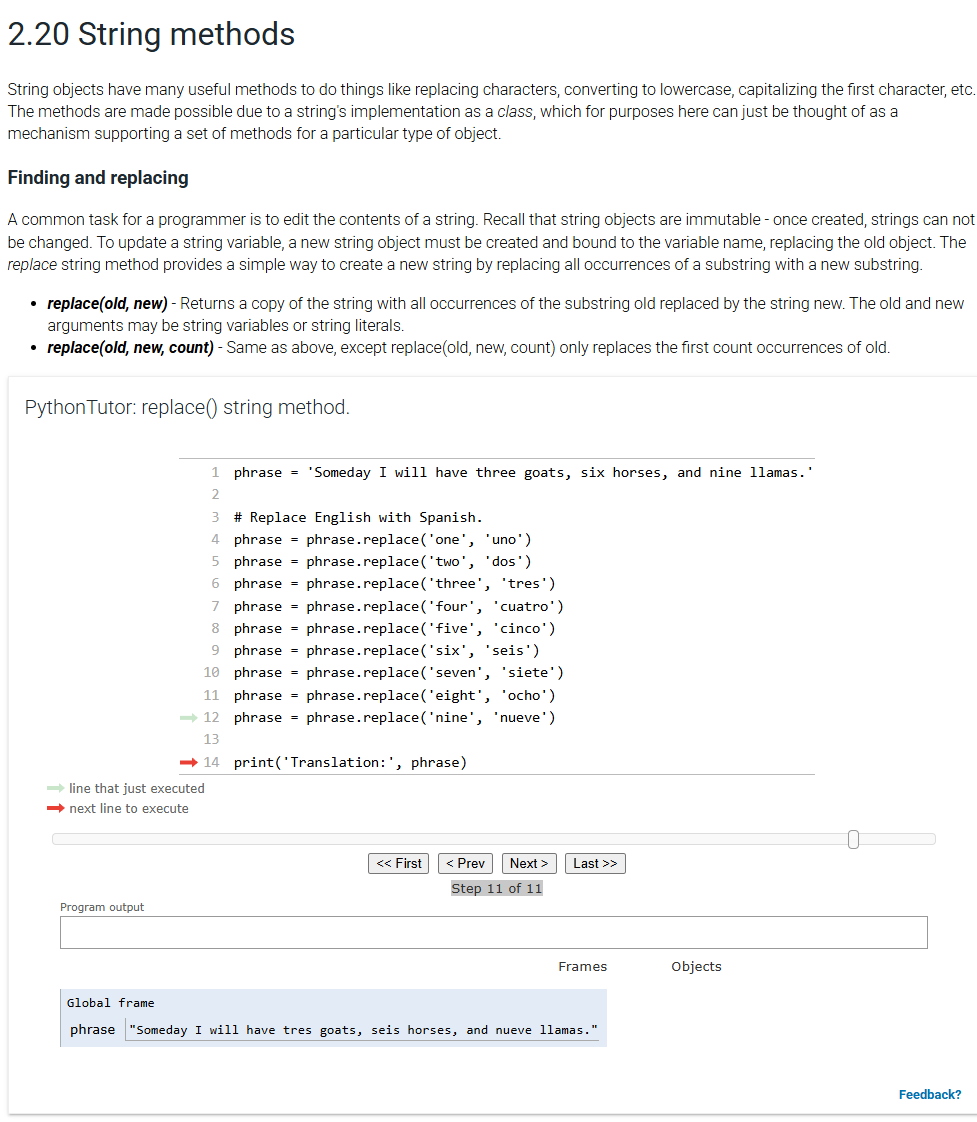 2.20 String methods
String objects have many useful methods to do things like replacing characters, converting to lowercase, capitalizing the first character, etc.
The methods are made possible due to a string's implementation as a class, which for purposes here can just be thought of as a
mechanism supporting a set of methods for a particular type of object.
Finding and replacing
A common task for a programmer is to edit the contents of a string. Recall that string objects are immutable - once created, strings can not
be changed. To update a string variable, a new string object must be created and bound to the variable name, replacing the old object. The
replace string method provides a simple way to create a new string by replacing all occurrences of a substring with a new substring.
• replace(old, new) - Returns a copy of the string with all occurrences of the substring old replaced by the string new. The old and new
arguments may be string variables or string literals.
• replace(old, new, count) - Same as above, except replace(old, new, count) only replaces the first count occurrences of old.
PythonTutor: replace() string method.
1 phrase = 'Someday I will have three goats, six horses, and nine llamas.'
2
3 # Replace English with Spanish.
4 phrase = phrase.replace('one', 'uno')
5 phrase = phrase.replace('two', 'dos')
6 phrase = phrase.replace('three', 'tres')
7 phrase = phrase.replace('four', 'cuatro')
8 phrase = phrase.replace('five', 'cinco')
9 phrase = phrase.replace('six', 'seis')
10 phrase = phrase.replace('seven', 'siete')
11 phrase = phrase.replace('eight', 'ocho')
12 phrase = phrase.replace('nine', 'nueve')
13
14 print('Translation:', phrase)
line that just executed
next line to execute
<< First < Prev Next > Last >>
Step 11 of 11
Program output
Frames Objects
Global frame
phrase "Someday I will have tres goats, seis horses, and nueve llamas."
Feedback?